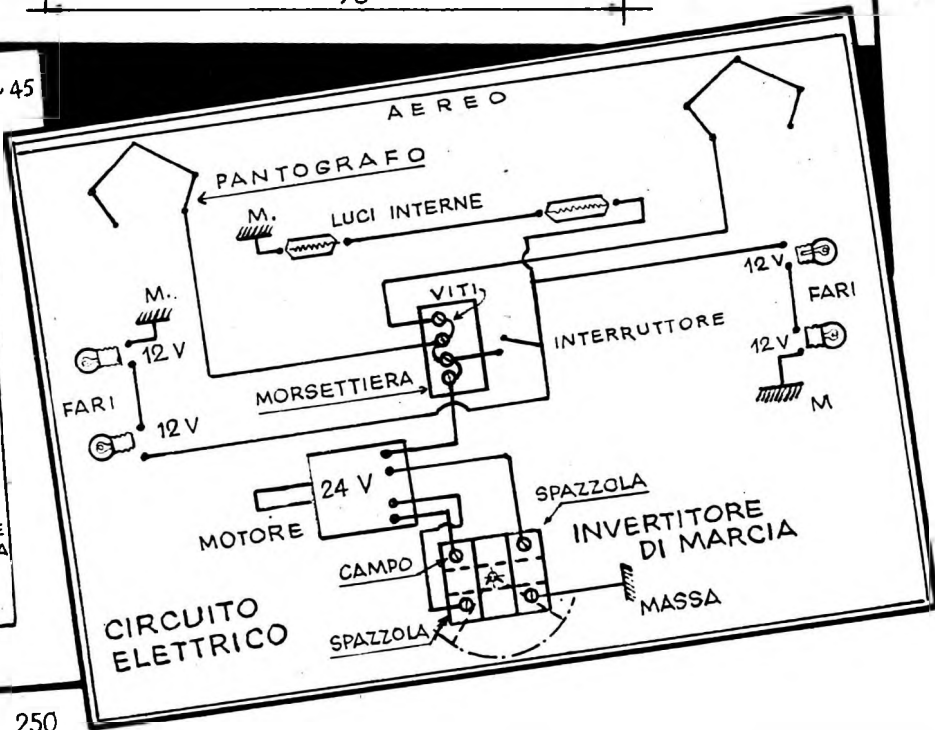 45
AEREO
PANTOGRAFO
M.
LUCI INTERNE
12 V
FARI
VITI
M.
12 V
INTERRUTTORE
12 V
FARI
MORSETTIERA
12 V
M
24 V
MOTORE
SPAZZOLA
INVERTITORE
DI MARCIA
CAMPO
MASSA
CIRCUITO
ELETTRICO
SPAZZOLA
250